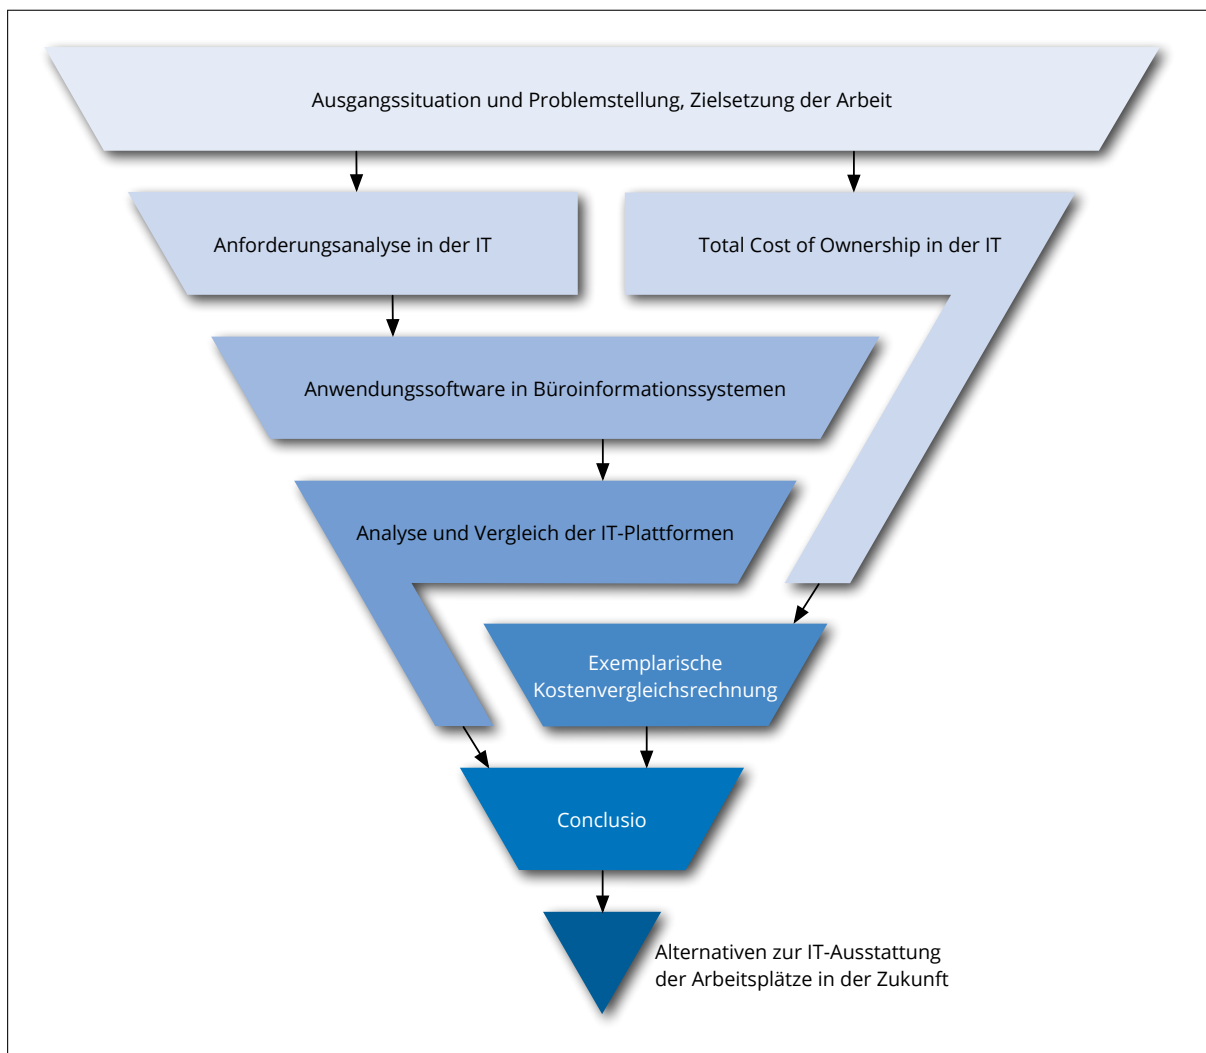 Ausgangssituation und Problemstellung, Zielsetzung der Arbeit
Anforderungsanalyse in der IT
Total Cost of Ownership in der IT
Anwendungssoftware in Büroinformationssystemen
Analyse und Vergleich der IT-Plattformen
Exemplarische
Kostenvergleichsrechnung
Conclusio
Alternativen zur IT-Ausstattung
der Arbeitsplätze in der Zukunft